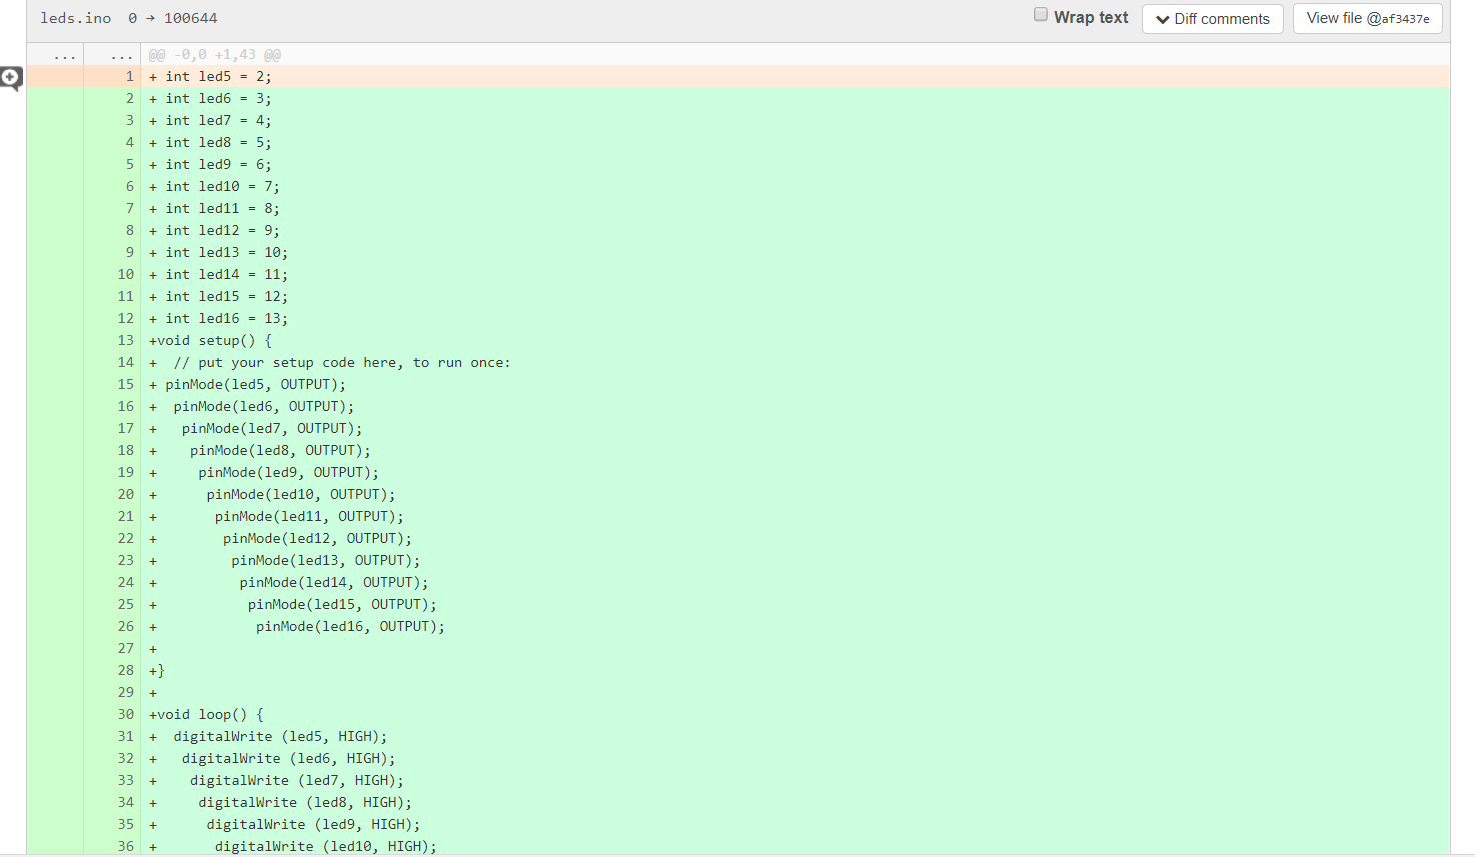 leds.ino 0 → 100644 Wrap text Diff comments View file @af3437e
... ... @@ -0,0 +1,43 @@
1 + int led5 = 2;
2 + int led6 = 3;
3 + int led7 = 4;
4 + int led8 = 5;
5 + int led9 = 6;
6 + int led10 = 7;
7 + int led11 = 8;
8 + int led12 = 9;
9 + int led13 = 10;
10 + int led14 = 11;
11 + int led15 = 12;
12 + int led16 = 13;
13 +void setup() {
14 +  // put your setup code here, to run once:
15 + pinMode(led5, OUTPUT);
16 +  pinMode(led6, OUTPUT);
17 +   pinMode(led7, OUTPUT);
18 +    pinMode(led8, OUTPUT);
19 +     pinMode(led9, OUTPUT);
20 +      pinMode(led10, OUTPUT);
21 +       pinMode(led11, OUTPUT);
22 +        pinMode(led12, OUTPUT);
23 +         pinMode(led13, OUTPUT);
24 +          pinMode(led14, OUTPUT);
25 +           pinMode(led15, OUTPUT);
26 +            pinMode(led16, OUTPUT);
27 +
28 +}
29 +
30 +void loop() {
31 +  digitalWrite (led5, HIGH);
32 +   digitalWrite (led6, HIGH);
33 +    digitalWrite (led7, HIGH);
34 +     digitalWrite (led8, HIGH);
35 +      digitalWrite (led9, HIGH);
36 +       digitalWrite (led10, HIGH);